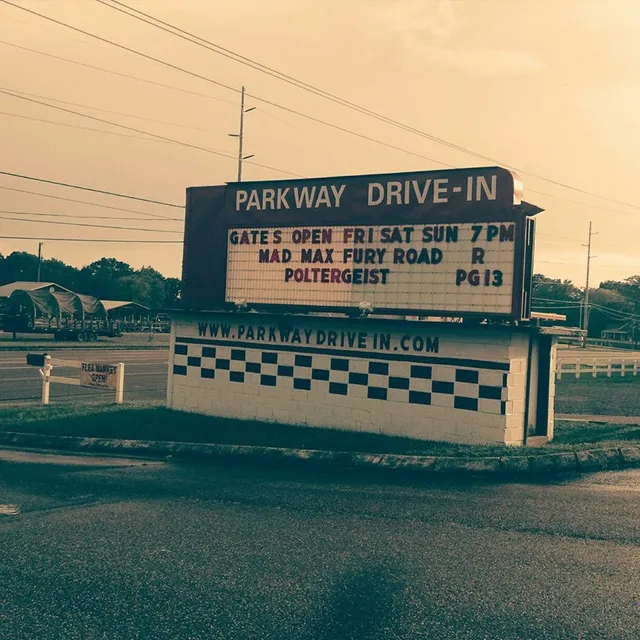 PARKWAY DRIVE-IN
GATES OPEN FRI SAT SUN 7 PM
MAD MAX FURY ROAD R
POLTERGEIST PG13
WWW.PARKWAYDRIVEIN.COM
FLEA MARKET
OPEN